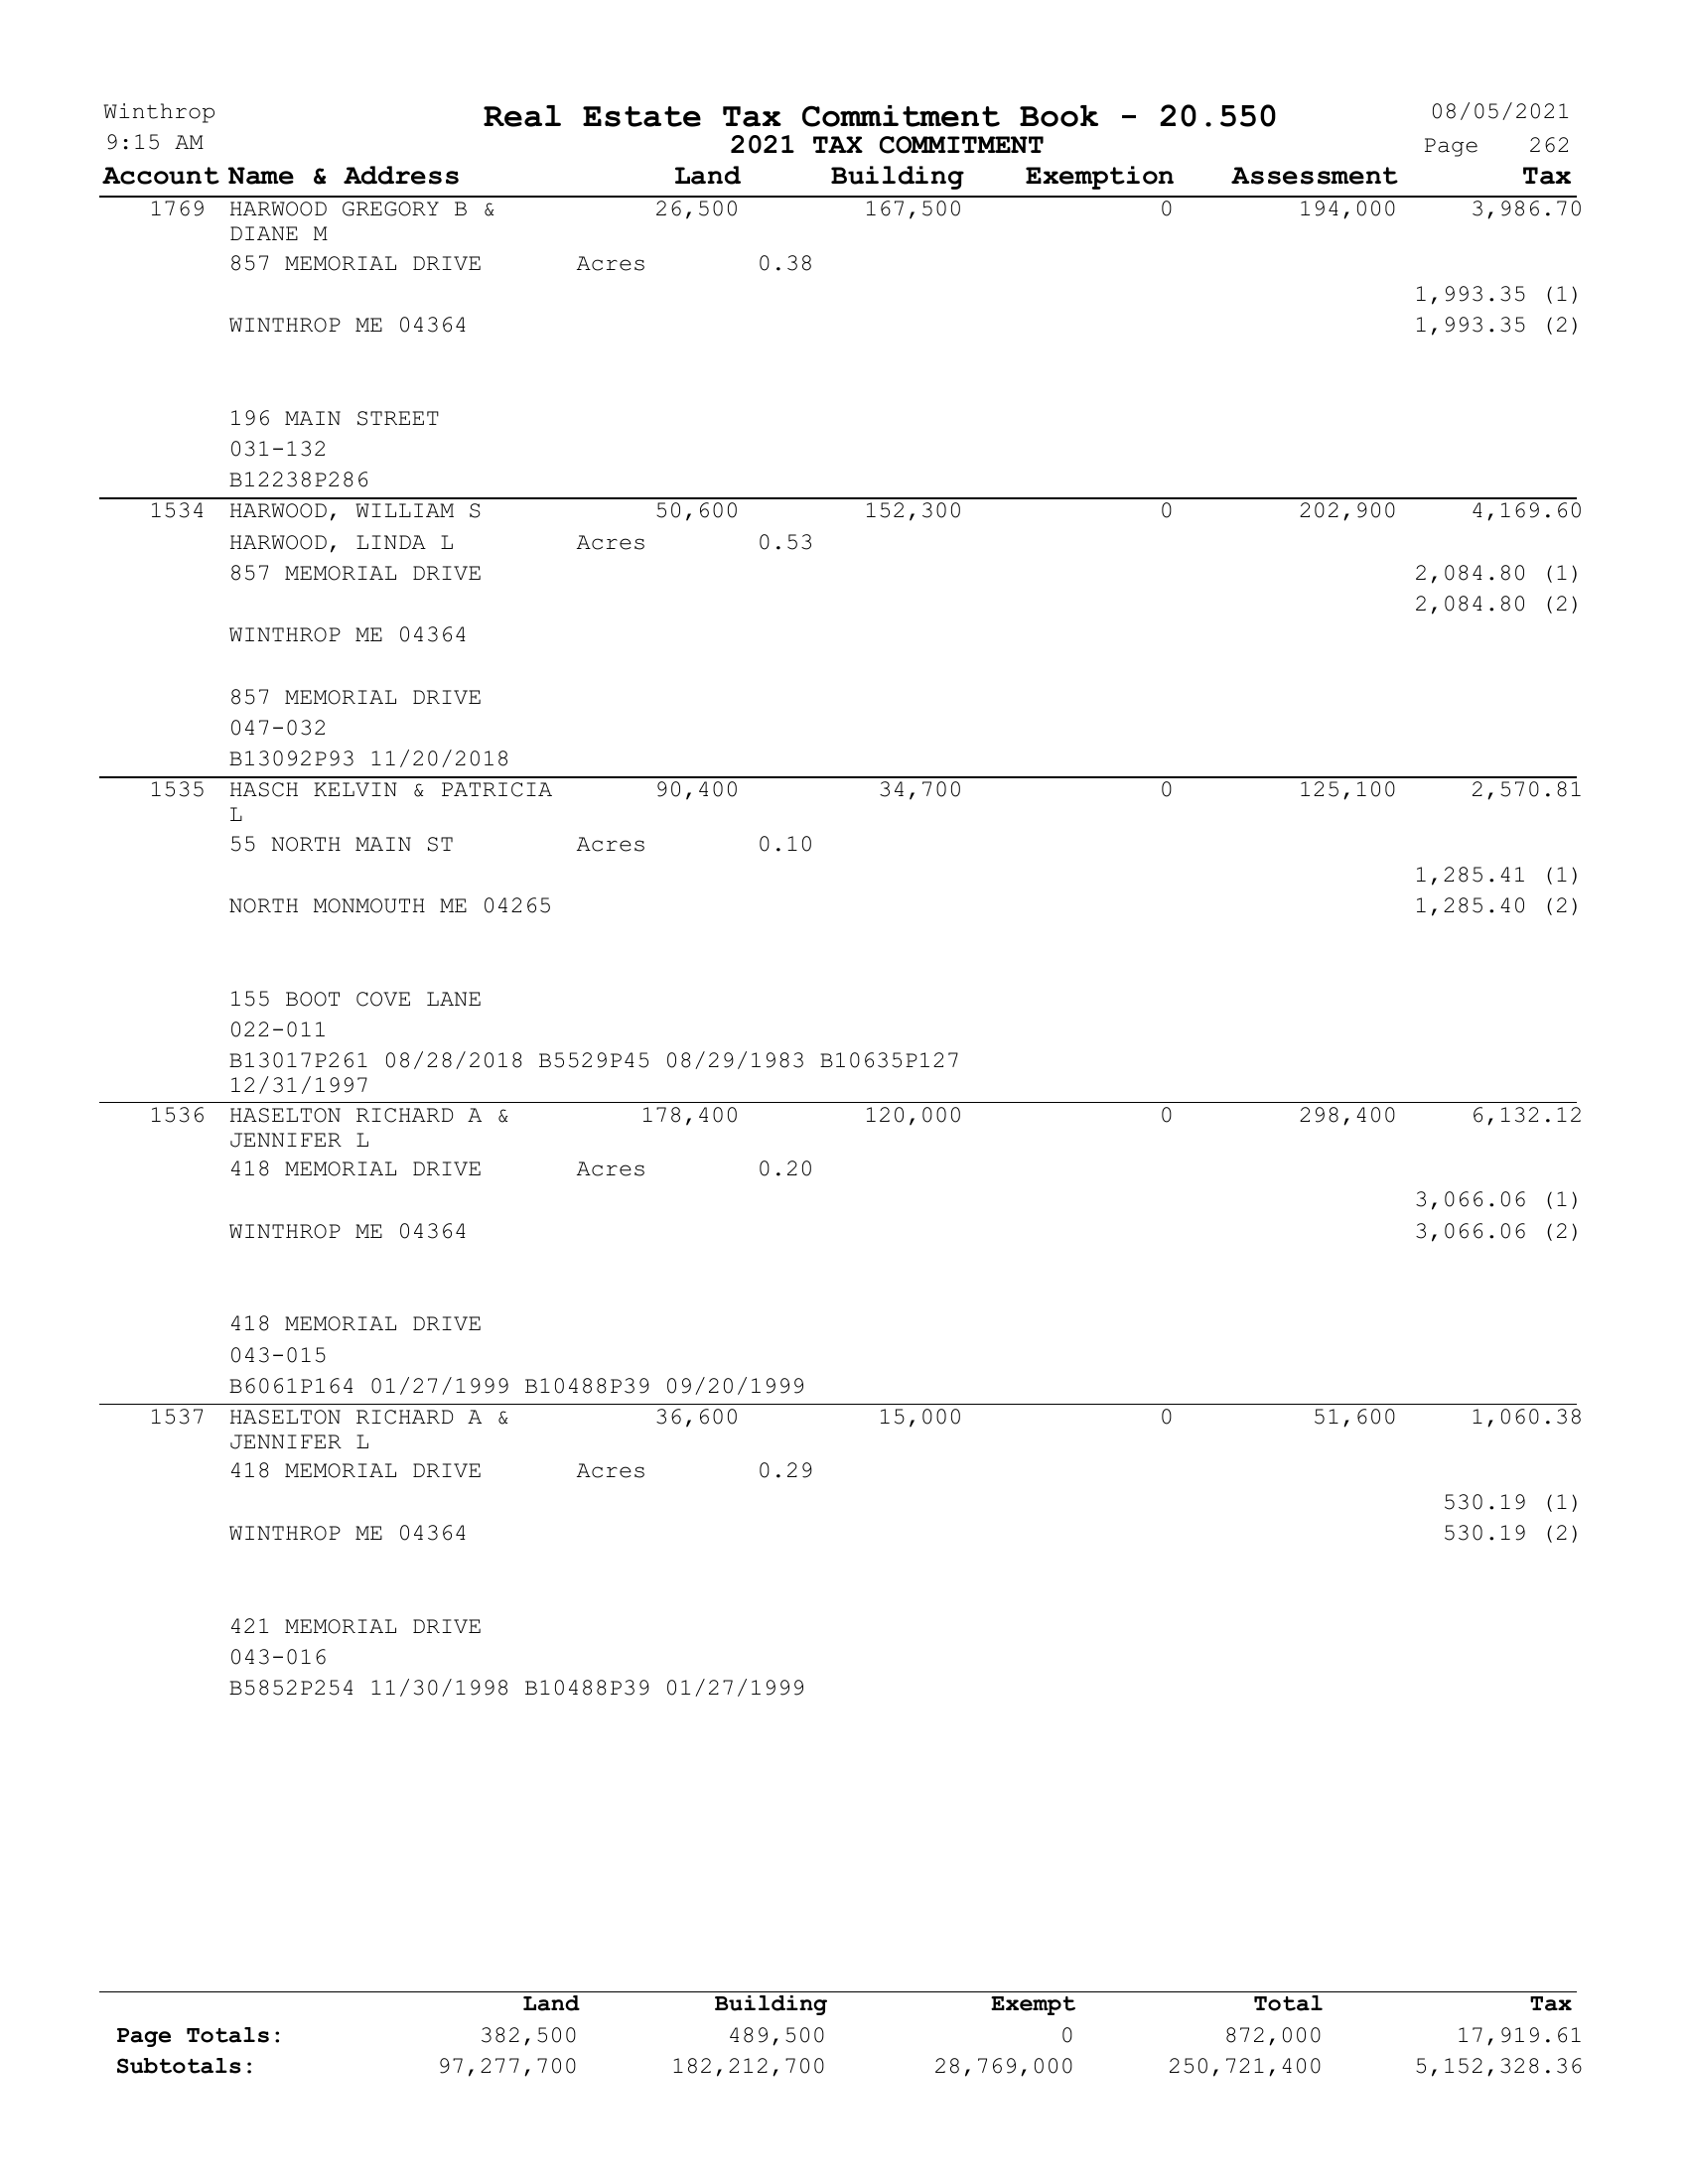 Winthrop Real Estate Tax Commitment Book - 20.550 08/05/2021
9:15 AM 2021 TAX COMMITMENT Page 262
Account Name & Address Land Building Exemption Assessment Tax
1769 HARWOOD GREGORY B & 26,500 167,500 0 194,000 3,986.70
DIANE M
857 MEMORIAL DRIVE Acres 0.38
1,993.35 (1)
WINTHROP ME 04364 1,993.35 (2)
196 MAIN STREET
031-132
B12238P286
1534 HARWOOD, WILLIAM S 50,600 152,300 0 202,900 4,169.60
HARWOOD, LINDA L Acres 0.53
857 MEMORIAL DRIVE 2,084.80 (1)
2,084.80 (2)
WINTHROP ME 04364
857 MEMORIAL DRIVE
047-032
B13092P93 11/20/2018
1535 HASCH KELVIN & PATRICIA 90,400 34,700 0 125,100 2,570.81
L
55 NORTH MAIN ST Acres 0.10
1,285.41 (1)
NORTH MONMOUTH ME 04265 1,285.40 (2)
155 BOOT COVE LANE
022-011
B13017P261 08/28/2018 B5529P45 08/29/1983 B10635P127
12/31/1997
1536 HASELTON RICHARD A & 178,400 120,000 0 298,400 6,132.12
JENNIFER L
418 MEMORIAL DRIVE Acres 0.20
3,066.06 (1)
WINTHROP ME 04364 3,066.06 (2)
418 MEMORIAL DRIVE
043-015
B6061P164 01/27/1999 B10488P39 09/20/1999
1537 HASELTON RICHARD A & 36,600 15,000 0 51,600 1,060.38
JENNIFER L
418 MEMORIAL DRIVE Acres 0.29
530.19 (1)
WINTHROP ME 04364 530.19 (2)
421 MEMORIAL DRIVE
043-016
B5852P254 11/30/1998 B10488P39 01/27/1999
Land Building Exempt Total Tax
Page Totals: 382,500 489,500 0 872,000 17,919.61
Subtotals: 97,277,700 182,212,700 28,769,000 250,721,400 5,152,328.36